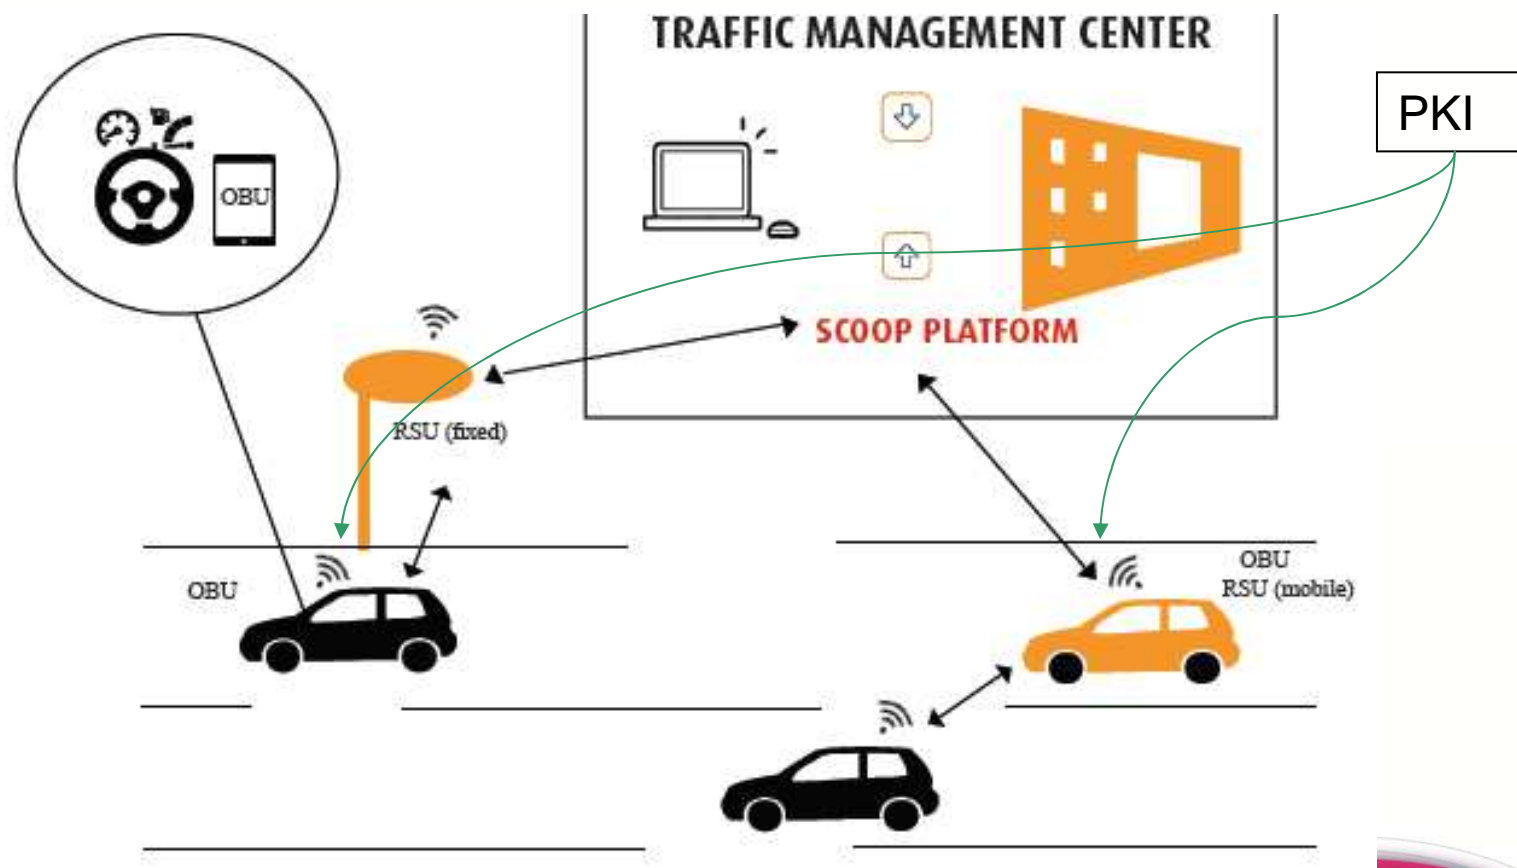 TRAFFIC MANAGEMENT CENTER
PKI
OBU
SCOOP PLATFORM
RSU (fixed)
OBU
OBU
RSU (mobile)